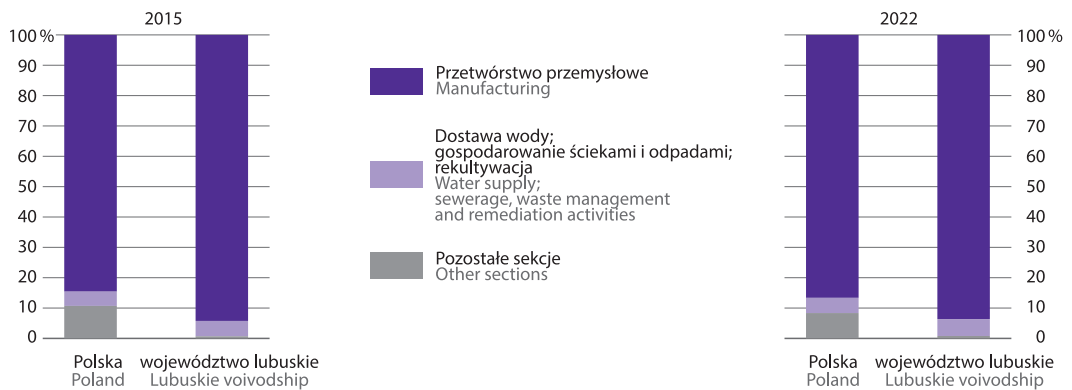 2015
100 %
90
80
70
60
50
40
30
20
10
0
Polska
Poland
województwo lubuskie
Lubuskie voivodship
Przetwórstwo przemysłowe
Manufacturing
Dostawa wody;
gospodarowanie ściekami i odpadami;
rekultywacja
Water supply;
sewerage, waste management
and remediation activities
Pozostałe sekcje
Other sections
2022
100 %
90
80
70
60
50
40
30
20
10
0
Polska
Poland
województwo lubuskie
Lubuskie voivodship